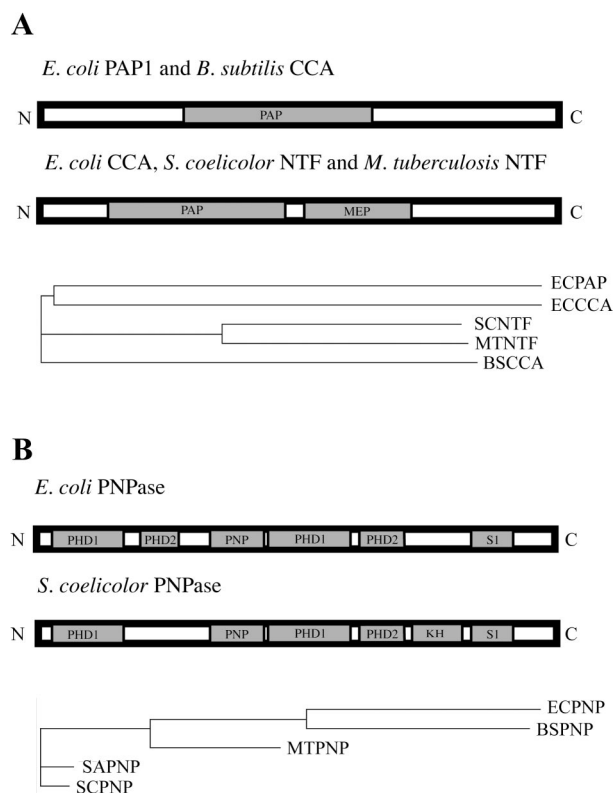 A
E. coli PAP1 and B. subtilis CCA
N PAP C
E. coli CCA, S. coelicolor NTF and M. tuberculosis NTF
N PAP MEP C
ECPAP
ECCCA
SCNTF
MTNTF
BSCCA
B
E. coli PNPase
N PHD1 PHD2 PNP PHD1 PHD2 S1 C
S. coelicolor PNPase
N PHD1 PNP PHD1 PHD2 KH S1 C
ECPNP
BSPNP
MTPNP
SAPNP
SCPNP